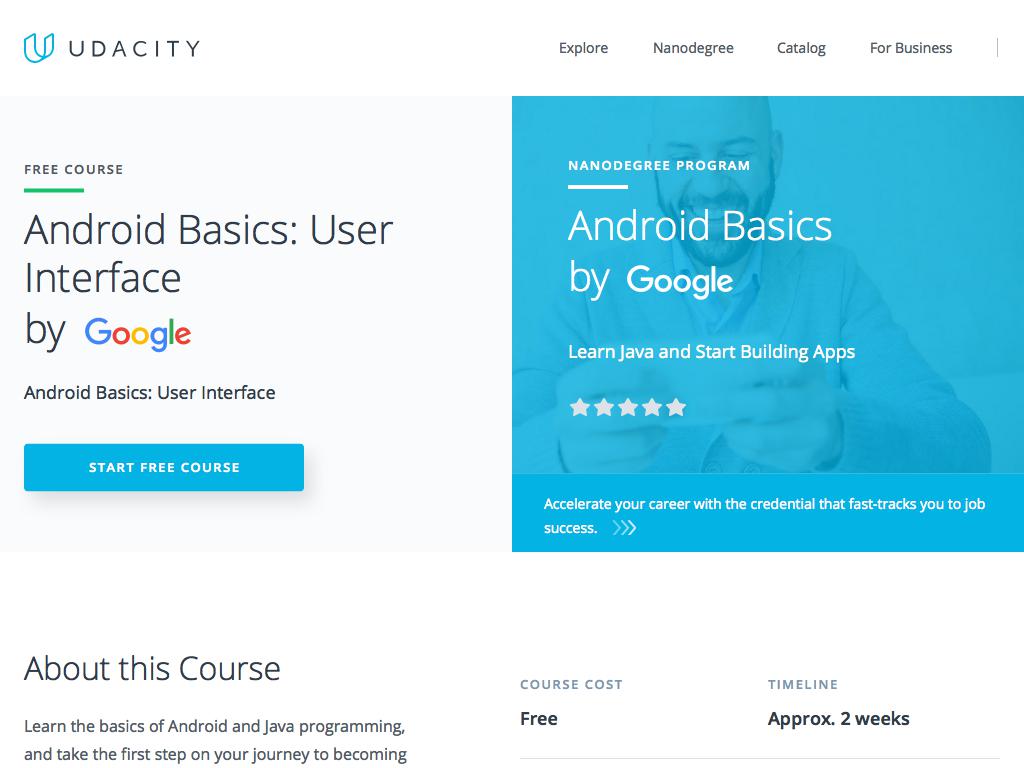 UDACITY
Explore
Nanodegree
Catalog
For Business
FREE COURSE
Android Basics: User
Interface
by Google
Android Basics: User Interface
START FREE COURSE
NANODEGREE PROGRAM
Android Basics
by Google
Learn Java and Start Building Apps
Accelerate your career with the credential that fast-tracks you to job
success.
About this Course
Learn the basics of Android and Java programming,
and take the first step on your journey to becoming
COURSE COST
Free
TIMELINE
Approx. 2 weeks